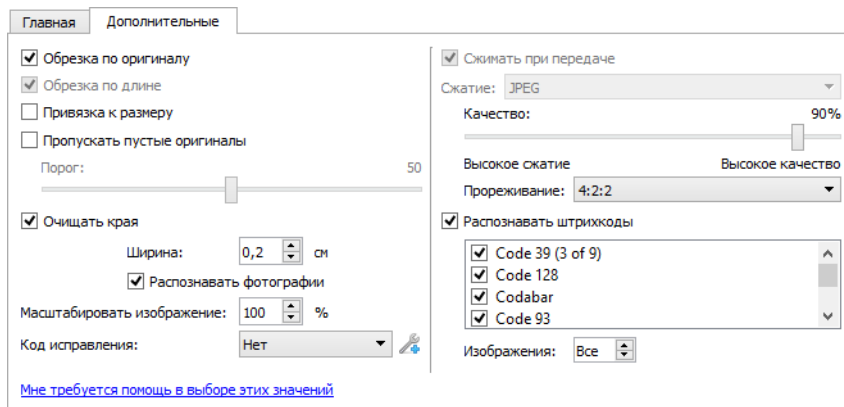 Главная
Дополнительные
Обрезка по оригиналу
Обрезка по длине
Привязка к размеру
Пропускать пустые оригиналы
Порог: 50
Очищать края
Ширина: 0,2 см
Распознавать фотографии
Масштабировать изображение: 100 %
Код исправления: Нет
Мне требуется помощь в выборе этих значений
Сжимать при передаче
Сжатие: JPEG
Качество: 90%
Высокое сжатие Высокое качество
Прореживание: 4:2:2
Распознавать штрихкоды
Code 39 (3 of 9)
Code 128
Codabar
Code 93
Изображения: Все